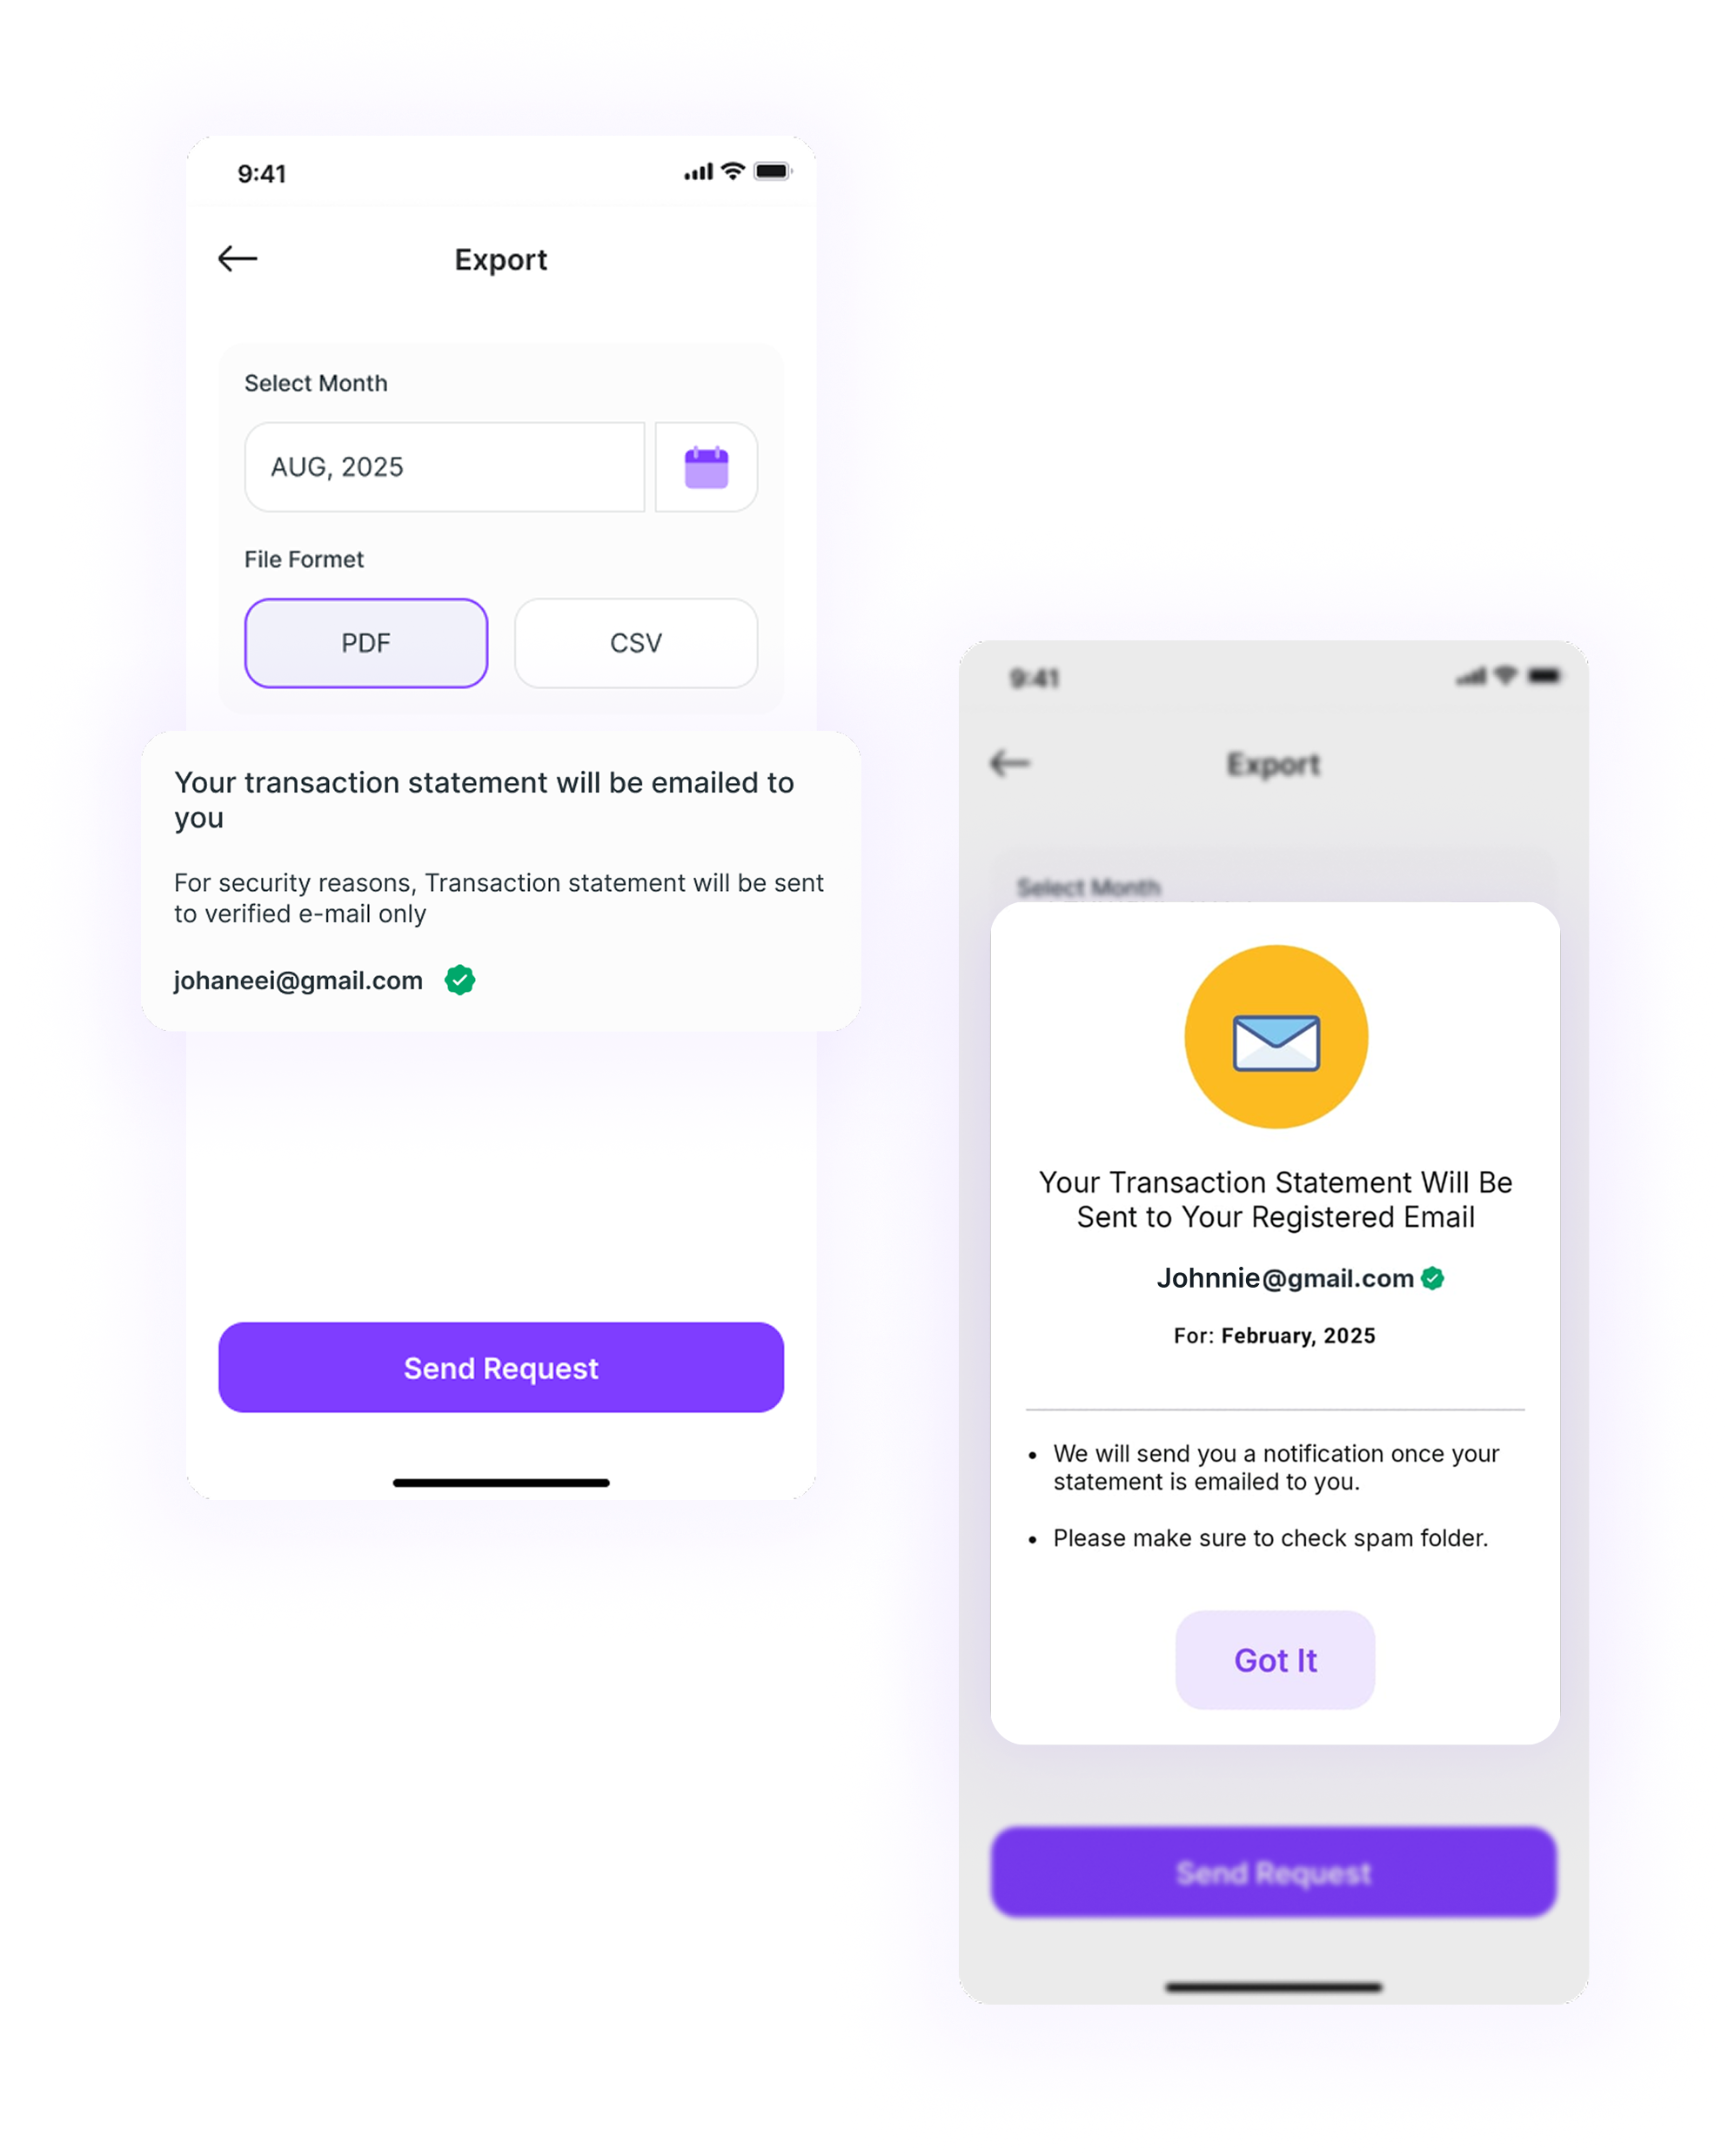 9:41
Export
Select Month
AUG, 2025
File Formet
PDF
CSV
Your transaction statement will be emailed to
you
For security reasons, Transaction statement will be sent
to verified e-mail only
johaneei@gmail.com
Send Request
9:41
Export
Select Month
Your Transaction Statement Will Be
Sent to Your Registered Email
Johnnie@gmail.com
For: February, 2025
• We will send you a notification once your
statement is emailed to you.
• Please make sure to check spam folder.
Got It
Send Request